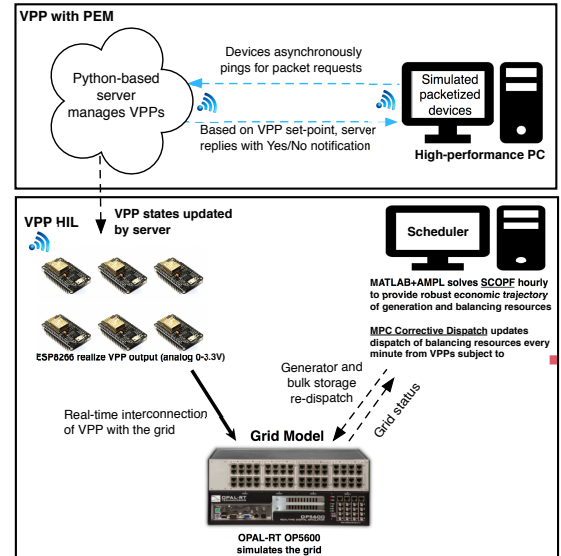 VPP with PEM
Devices asynchronously
pings for packet requests
Python-based
server
manages VPPs
Simulated
packetized
devices
Based on VPP set-point, server
replies with Yes/No notification
High-performance PC
VPP HIL
VPP states updated
by server
Scheduler
MATLAB+AMPL solves SCOPF hourly
to provide robust economic trajectory
of generation and balancing resources
MPC Corrective Dispatch updates
dispatch of balancing resources every
minute from VPPs subject to
ESP8266 realize VPP output (analog 0-3.3V)
Generator and
bulk storage
re-dispatch
Grid status
Real-time interconnection
of VPP with the grid
Grid Model
OPAL-RT
OP5600
OPAL-RT OP5600
simulates the grid